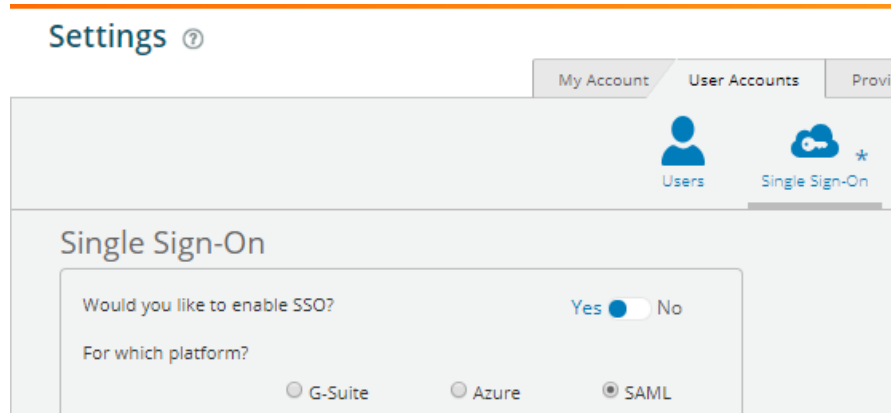 Settings ?
My Account User Accounts
Users Single Sign-On *
Single Sign-On
Would you like to enable SSO? Yes No
For which platform?
G-Suite Azure SAML